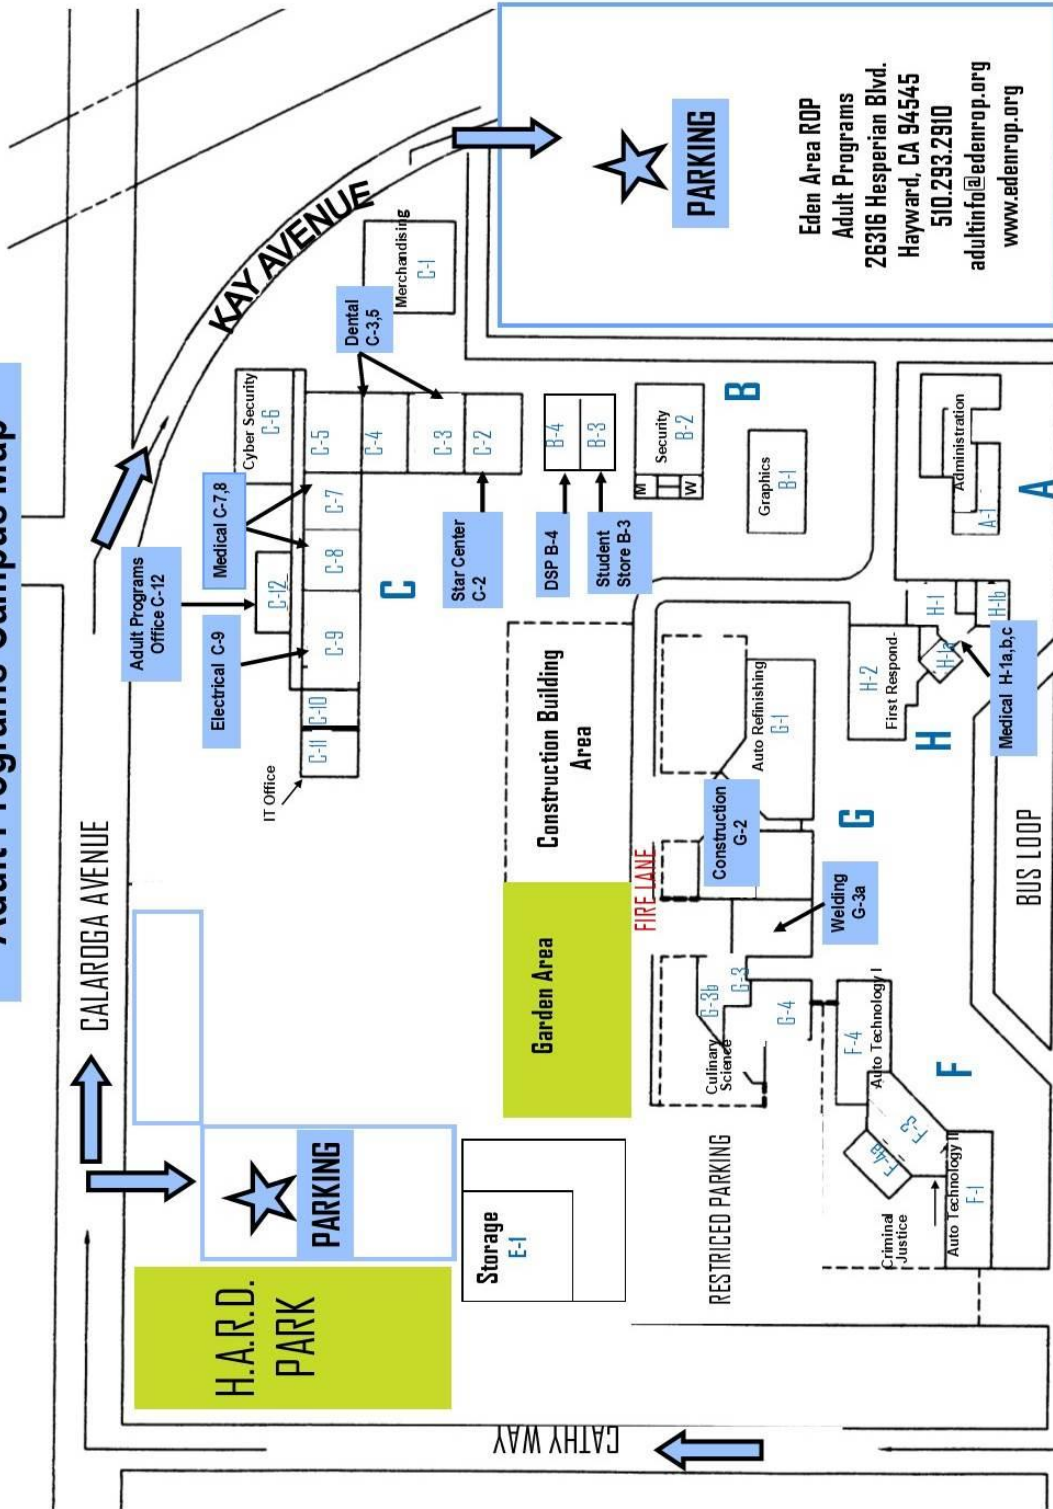 Adult Programs Campus Map
CALAROGA AVENUE
KAY AVENUE
CATHY WAY
H.A.R.D.
PARK
PARKING
Storage
E-1
Garden Area
Construction Building
Area
FIRE LANE
RESTRICED PARKING
BUS LOOP
IT Office
C-11
C-10
C-9
C-8
C-7
C-12
Electrical C-9
Adult Programs
Office C-12
Medical C-7,8
Cyber Security
C-6
C-5
C-4
C-3
C-2
C
Dental
C-3,5
Merchandising
C-1
Star Center
C-2
DSP B-4
Student
Store B-3
B-4
B-3
Security
B-2
M
W
B
Graphics
B-1
Administration
A-1
A
H-1
H-1b
H-1a
H-2
First Respond-
H
Medical H-1a,b,c
Auto Refinishing
G-1
Construction
G-2
G
Welding
G-3a
G-3b
G-3
G-4
Culinary
Science
F-4
Auto Technology I
F-3
F-4a
F
Auto Technology II
F-1
Criminal
Justice
PARKING
Eden Area ROP
Adult Programs
26316 Hesperian Blvd.
Hayward, CA 94545
510.293.2910
adultinfo@edenrop.org
www.edenrop.org